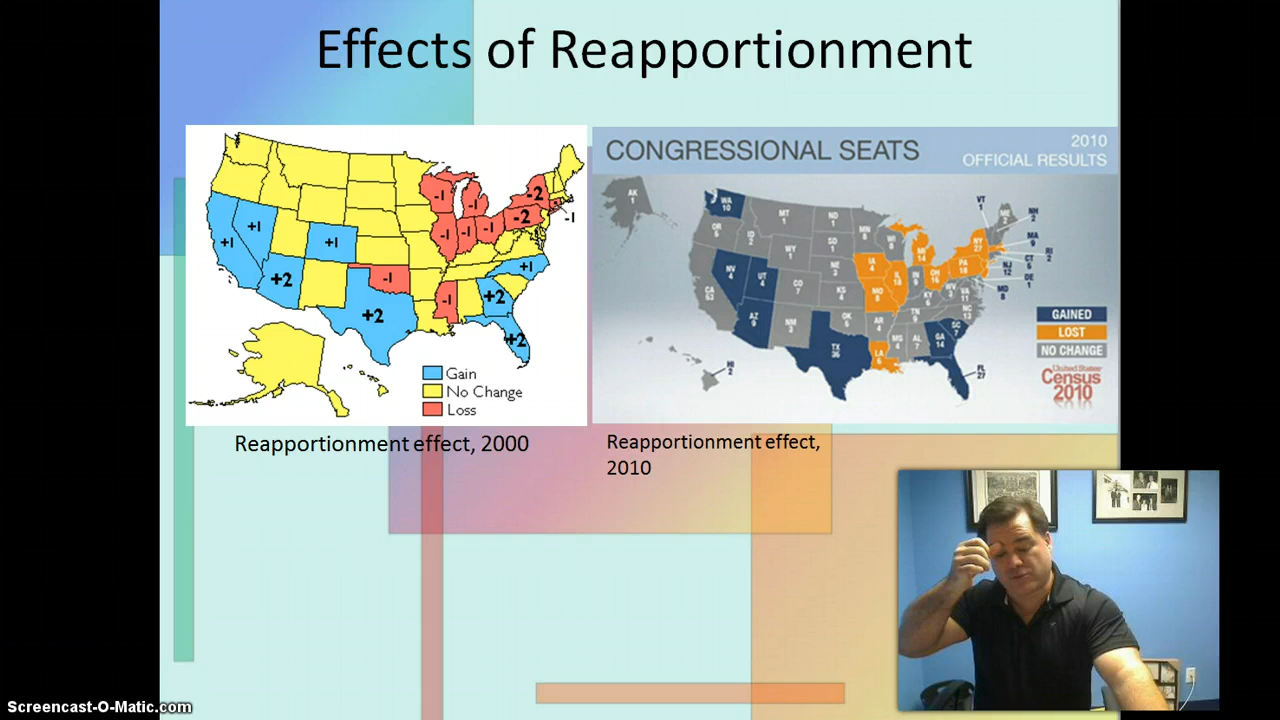 Effects of Reapportionment
+1
+1
+1
+2
+2
-1
-1
-1
-1
-1
-1
-1
-1
-2
-2
-1
+1
+2
+2
Gain
No Change
Loss
Reapportionment effect, 2000
CONGRESSIONAL SEATS
2010
OFFICIAL RESULTS
AK
1
WA
10
OR
5
CA
53
NV
4
ID
2
MT
1
WY
1
UT
4
AZ
9
CO
7
NM
3
ND
1
SD
1
NE
3
KS
4
OK
5
TX
36
MN
8
IA
4
MO
8
AR
4
LA
6
WI
8
IL
18
MI
14
IN
9
OH
16
KY
6
TN
9
MS
4
AL
7
GA
14
FL
27
SC
7
NC
13
VA
11
WV
3
PA
18
NY
27
VT
1
ME
2
NH
2
MA
9
RI
2
CT
5
NJ
12
DE
1
MD
8
HI
2
GAINED
LOST
NO CHANGE
United States
Census
2010
Reapportionment effect,
2010
Screencast-O-Matic.com